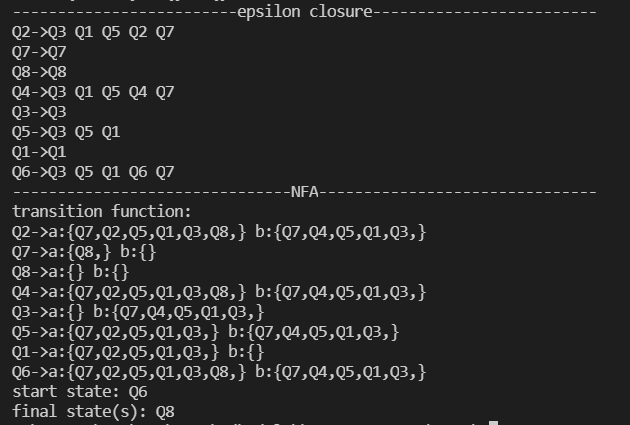 -------------------------epsilon closure-------------------------
Q2->Q3 Q1 Q5 Q2 Q7
Q7->Q7
Q8->Q8
Q4->Q3 Q1 Q5 Q4 Q7
Q3->Q3
Q5->Q3 Q5 Q1
Q1->Q1
Q6->Q3 Q5 Q1 Q6 Q7
-------------------------------NFA-------------------------------
transition function:
Q2->a:{Q7,Q2,Q5,Q1,Q3,Q8,} b:{Q7,Q4,Q5,Q1,Q3,}
Q7->a:{Q8,} b:{}
Q8->a:{} b:{}
Q4->a:{Q7,Q2,Q5,Q1,Q3,Q8,} b:{Q7,Q4,Q5,Q1,Q3,}
Q3->a:{} b:{Q7,Q4,Q5,Q1,Q3,}
Q5->a:{Q7,Q2,Q5,Q1,Q3,} b:{Q7,Q4,Q5,Q1,Q3,}
Q1->a:{Q7,Q2,Q5,Q1,Q3,} b:{}
Q6->a:{Q7,Q2,Q5,Q1,Q3,Q8,} b:{Q7,Q4,Q5,Q1,Q3,}
start state: Q6
final state(s): Q8